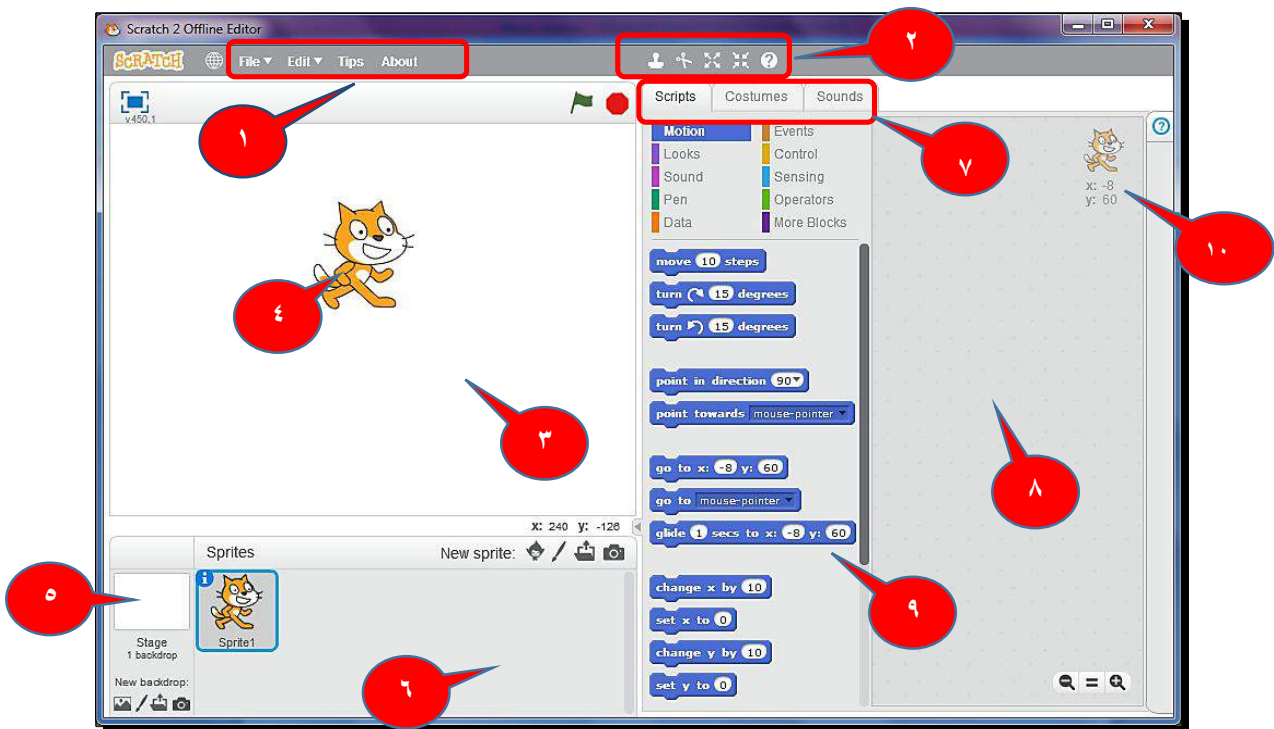 Scratch 2 Offline Editor
SCRATCH File Edit Tips About
١
٢
v450.1
٣
٤
X: 240 y: -126
Sprites New sprite:
Stage
1 backdrop
New backdrop:
Sprite1
٥
٦
Scripts Costumes Sounds
٧
Motion Events
Looks Control
Sound Sensing
Pen Operators
Data More Blocks
move 10 steps
turn 15 degrees
turn 15 degrees
point in direction 90
point towards mouse-pointer
go to x: -8 y: 60
go to mouse-pointer
glide 1 secs to x: -8 y: 60
change x by 10
set x to 0
change y by 10
set y to 0
٩
٨
x: -8
y: 60
١٠